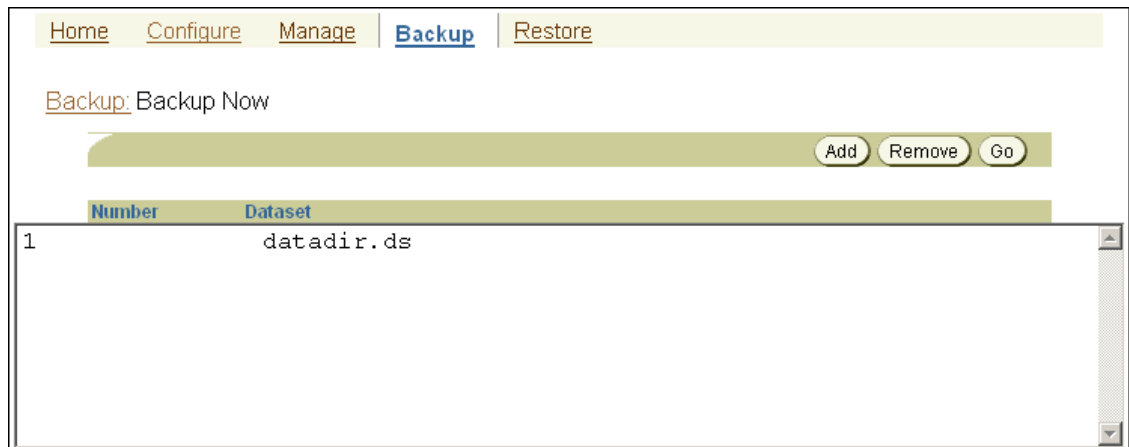 Home Configure Manage Backup Restore
Backup: Backup Now
Add Remove Go
Number Dataset
1 datadir.ds